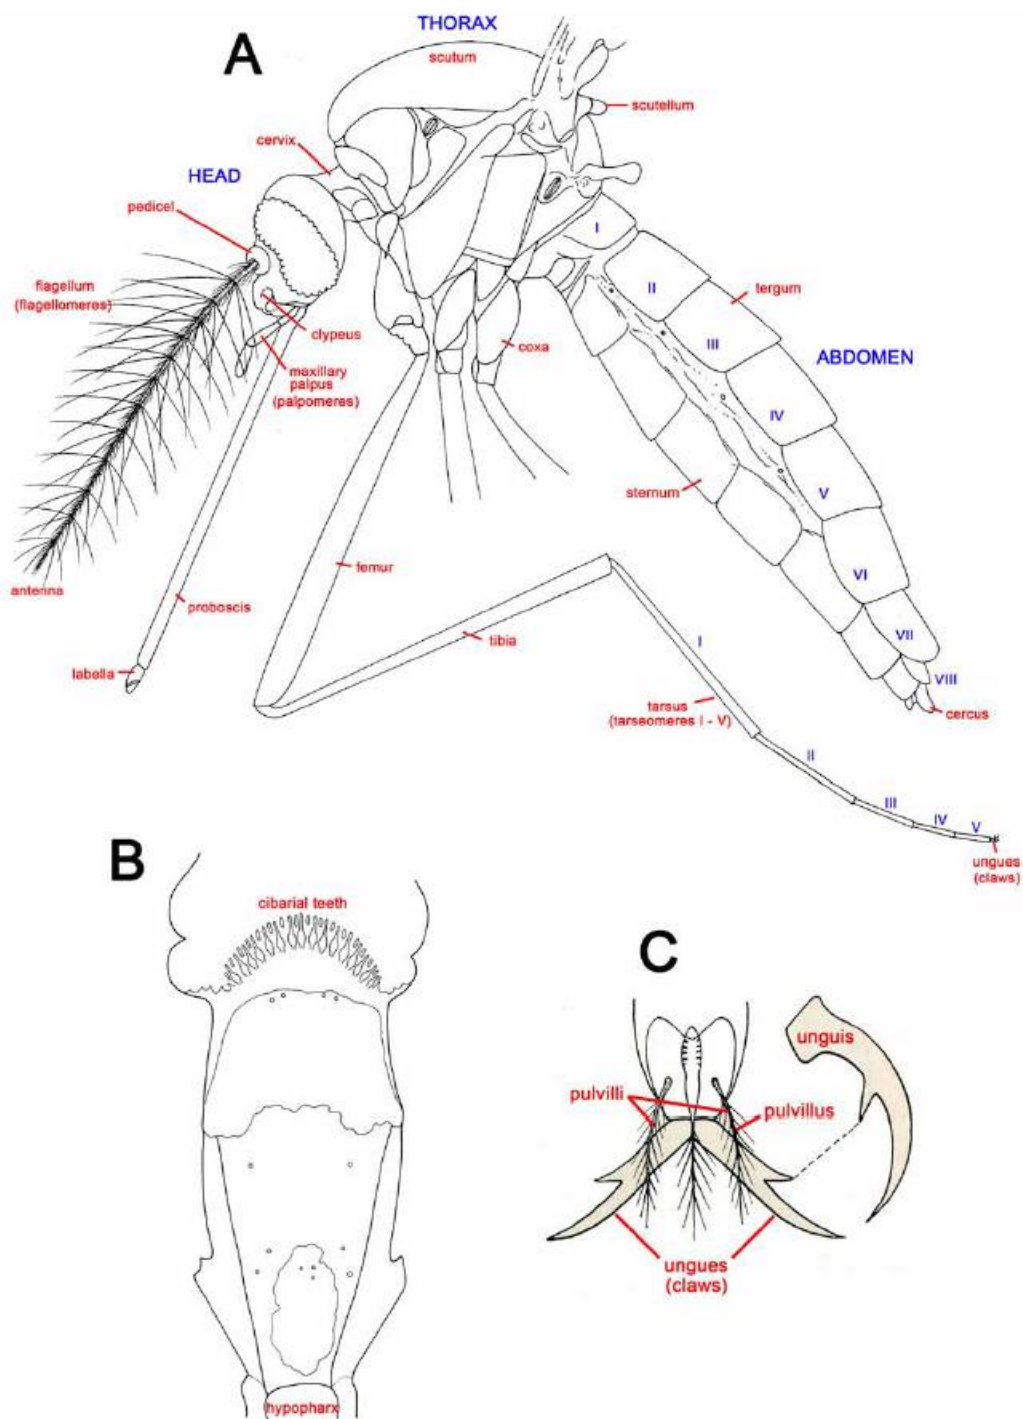 THORAX
A
scutum
scutellum
cervix
HEAD
pedicel
flagellum
(flagellomeres)
clypeus
maxillary
palpus
(palpomeres)
coxa
I
II
III
IV
V
VI
VII
VIII
tergum
ABDOMEN
sternum
antenna
proboscis
femur
tibia
labella
cercus
I
tarsus
(tarseomeres I - V)
II
III
IV
V
ungues
(claws)
B
cibarial teeth
hypopharx
C
unguis
pulvilli
pulvillus
ungues
(claws)